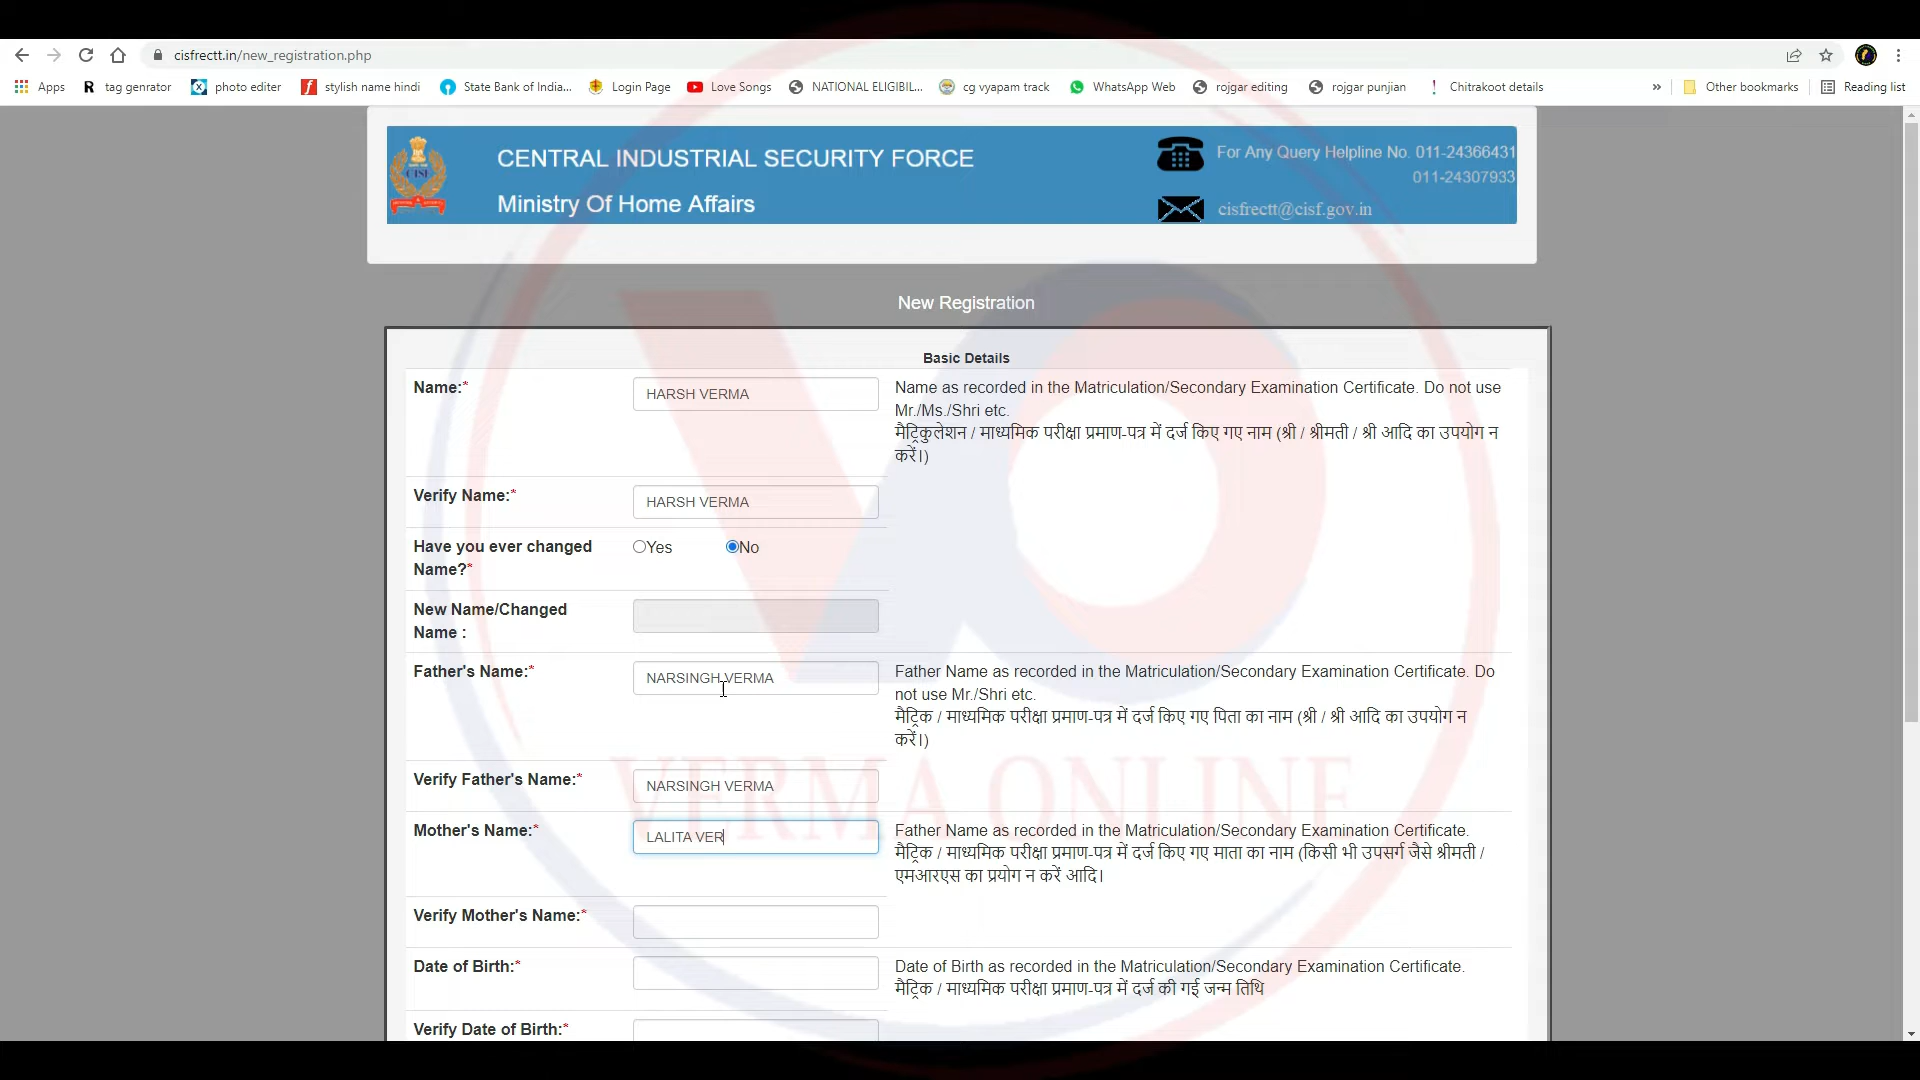 cisfrectt.in/new_registration.php
Apps
tag genrator
photo editer
stylish name hindi
State Bank of India...
Login Page
Love Songs
NATIONAL ELIGIBIL...
cg vyapam track
WhatsApp Web
rojgar editing
rojgar punjian
Chitrakoot details
»
Other bookmarks
Reading list
CISF
CENTRAL INDUSTRIAL SECURITY FORCE
Ministry Of Home Affairs
For Any Query Helpline No. 011-24366431
011-24307933
cisfrectt@cisf.gov.in
New Registration
Basic Details
Name:*
HARSH VERMA
Name as recorded in the Matriculation/Secondary Examination Certificate. Do not use
Mr./Ms./Shri etc.
मैट्रिकुलेशन / माध्यमिक परीक्षा प्रमाण-पत्र में दर्ज किए गए नाम (श्री / श्रीमती / श्री आदि का उपयोग न
करें।)
Verify Name:*
HARSH VERMA
Have you ever changed
Name?*
Yes
No
New Name/Changed
Name :
Father's Name:*
NARSINGH VERMA
Father Name as recorded in the Matriculation/Secondary Examination Certificate. Do
not use Mr./Shri etc.
मैट्रिक / माध्यमिक परीक्षा प्रमाण-पत्र में दर्ज किए गए पिता का नाम (श्री / श्री आदि का उपयोग न
करें।)
Verify Father's Name:*
NARSINGH VERMA
VERMA ONLINE
Mother's Name:*
LALITA VER
Father Name as recorded in the Matriculation/Secondary Examination Certificate.
मैट्रिक / माध्यमिक परीक्षा प्रमाण-पत्र में दर्ज किए गए माता का नाम (किसी भी उपसर्ग जैसे श्रीमती /
एमआरएस का प्रयोग न करें आदि।
Verify Mother's Name:*
Date of Birth:*
Date of Birth as recorded in the Matriculation/Secondary Examination Certificate.
मैट्रिक / माध्यमिक परीक्षा प्रमाण-पत्र में दर्ज की गई जन्म तिथि
Verify Date of Birth:*